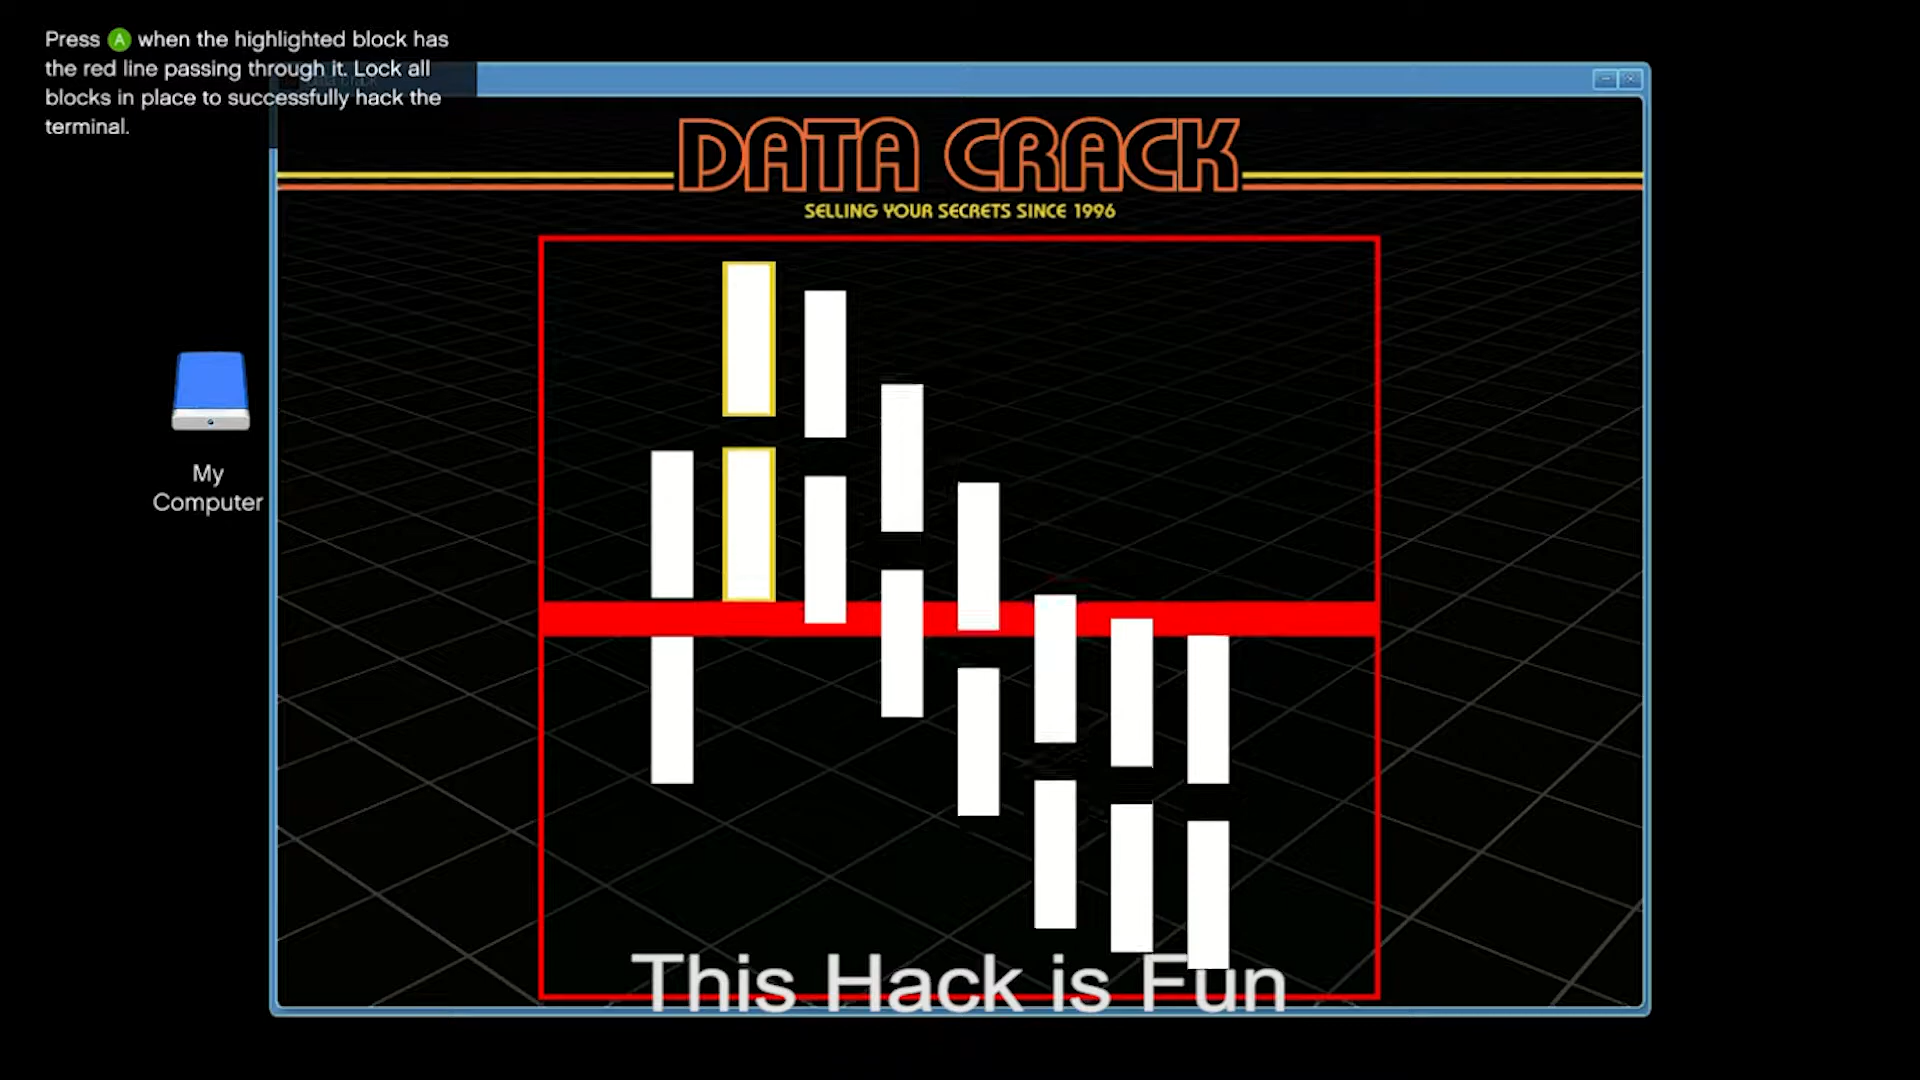 Press A when the highlighted block has
the red line passing through it. Lock all
blocks in place to successfully hack the
terminal.
DATA CRACK
SELLING YOUR SECRETS SINCE 1996
My
Computer
This Hack is Fun